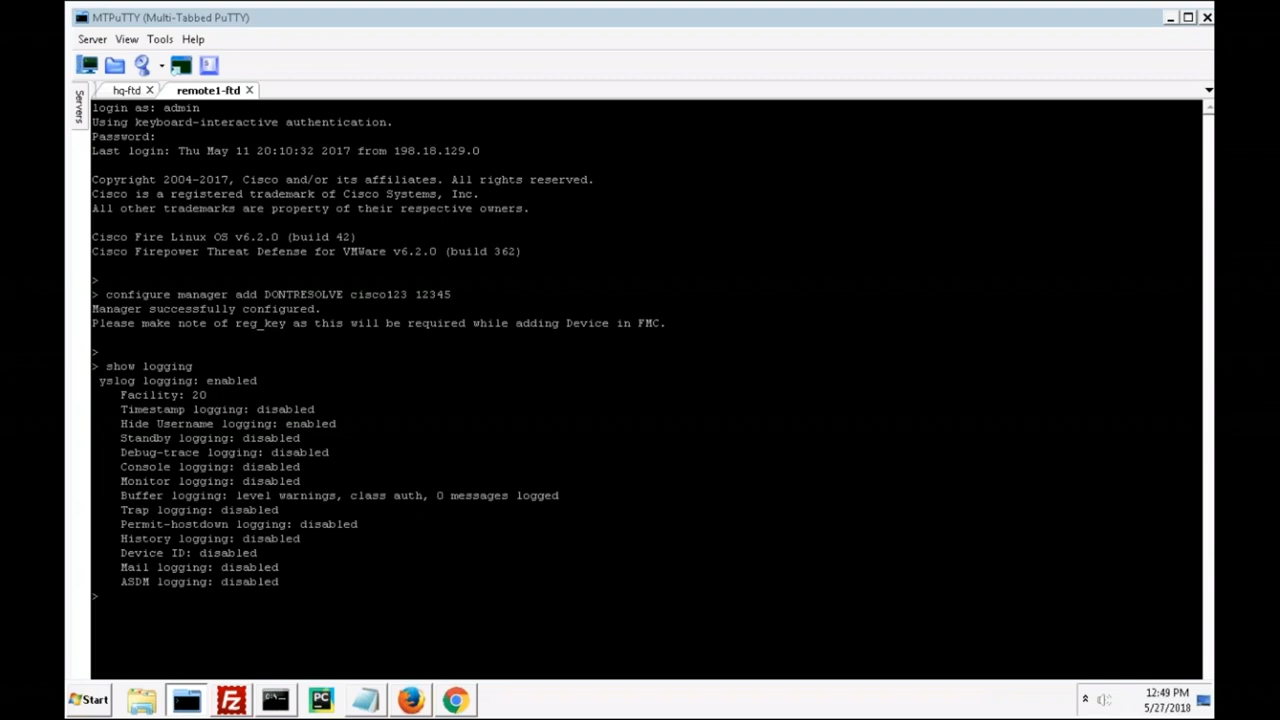 MTPuTTY (Multi-Tabbed PuTTY)
Server View Tools Help
Servers
hq-ftd remote1-ftd
login as: admin
Using keyboard-interactive authentication.
Password:
Last login: Thu May 11 20:10:32 2017 from 198.18.129.0
Copyright 2004-2017, Cisco and/or its affiliates. All rights reserved.
Cisco is a registered trademark of Cisco Systems, Inc.
All other trademarks are property of their respective owners.
Cisco Fire Linux OS v6.2.0 (build 42)
Cisco Firepower Threat Defense for VMWare v6.2.0 (build 362)
>
> configure manager add DONTRESOLVE cisco123 12345
Manager successfully configured.
Please make note of reg_key as this will be required while adding Device in FMC.
>
> show logging
yslog logging: enabled
Facility: 20
Timestamp logging: disabled
Hide Username logging: enabled
Standby logging: disabled
Debug-trace logging: disabled
Console logging: disabled
Monitor logging: disabled
Buffer logging: level warnings, class auth, 0 messages logged
Trap logging: disabled
Permit-hostdown logging: disabled
History logging: disabled
Device ID: disabled
Mail logging: disabled
ASDM logging: disabled
>
Start
FZ
PC
12:49 PM
5/27/2018